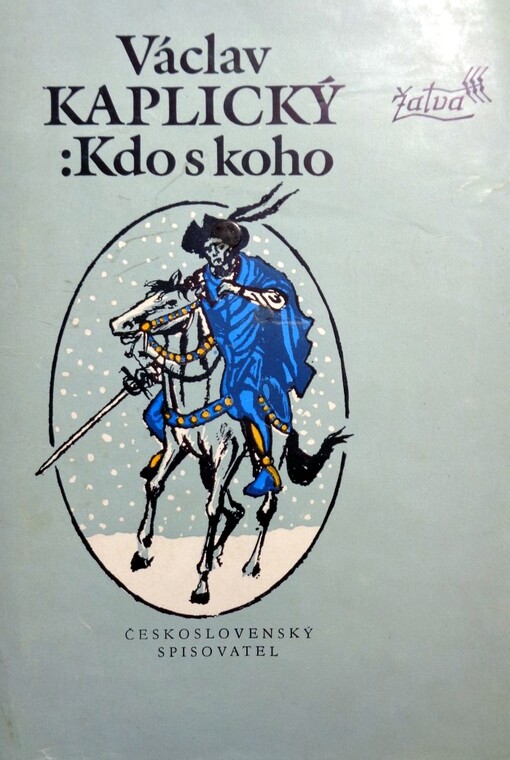 Václav
KAPLICKÝ
:Kdo s koho
žatva
ČESKOSLOVENSKÝ
SPISOVATEL